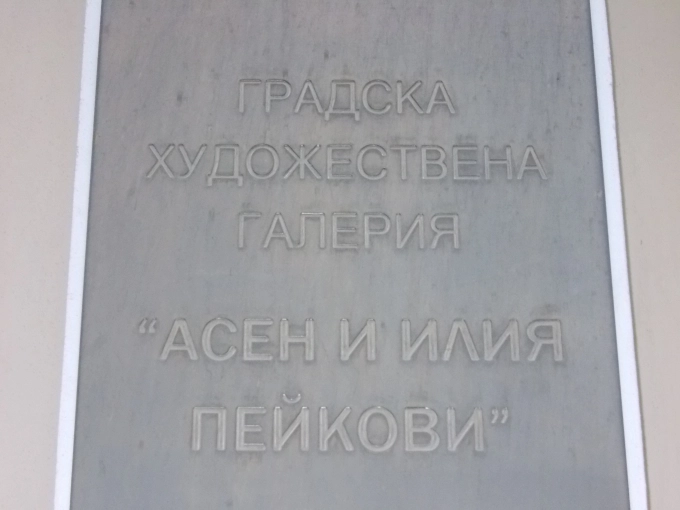 ГРАДСКА
ХУДОЖЕСТВЕНА
ГАЛЕРИЯ
“АСЕН И ИЛИЯ
ПЕЙКОВИ”